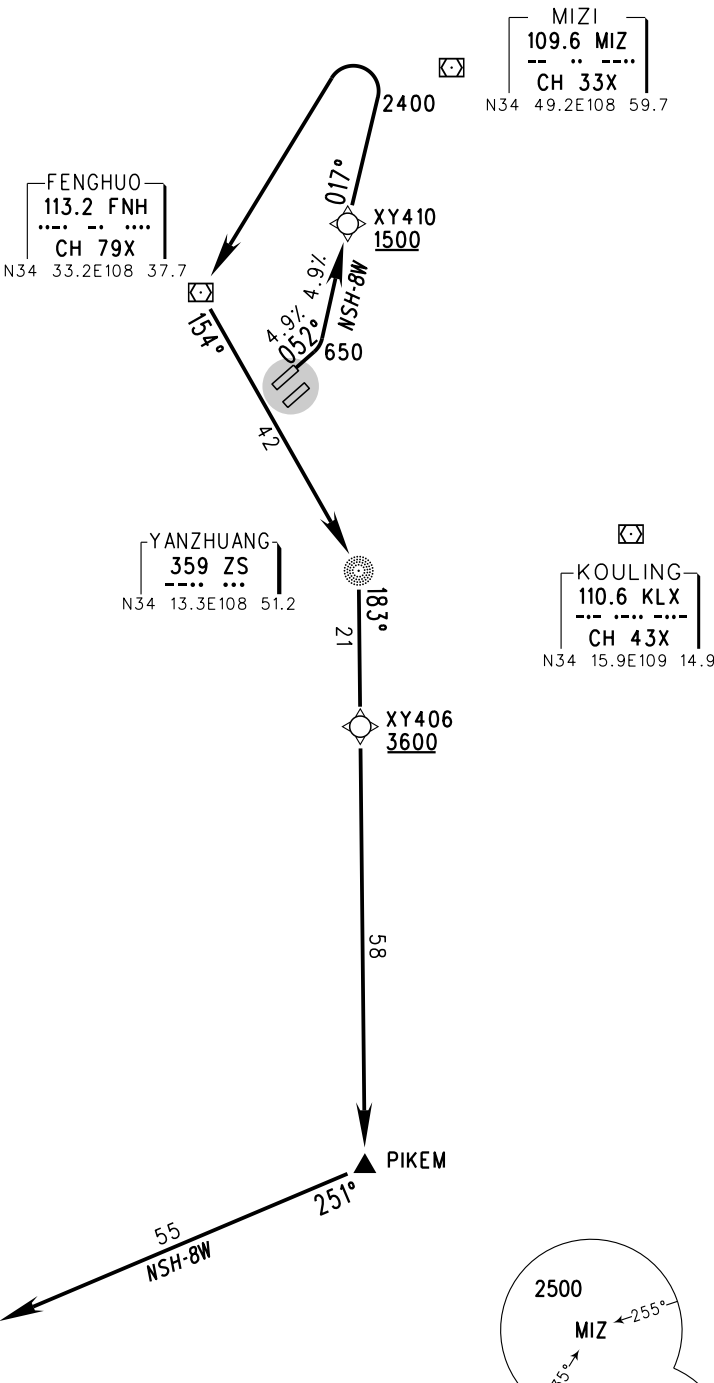 MIZI
109.6 MIZ
-- ·· --··
CH 33X
N34 49.2E108 59.7
2400
017°
XY410
1500
FENGHUO
113.2 FNH
··-· -· ····
CH 79X
N34 33.2E108 37.7
4.9% 4.9%
NSH-8W
052°
650
154°
42
YANZHUANG
359 ZS
--·· ···
N34 13.3E108 51.2
KOULING
110.6 KLX
-·- ·-·· -··-
CH 43X
N34 15.9E109 14.9
183°
21
XY406
3600
58
PIKEM
251°
55
NSH-8W
2500
MIZ
255°